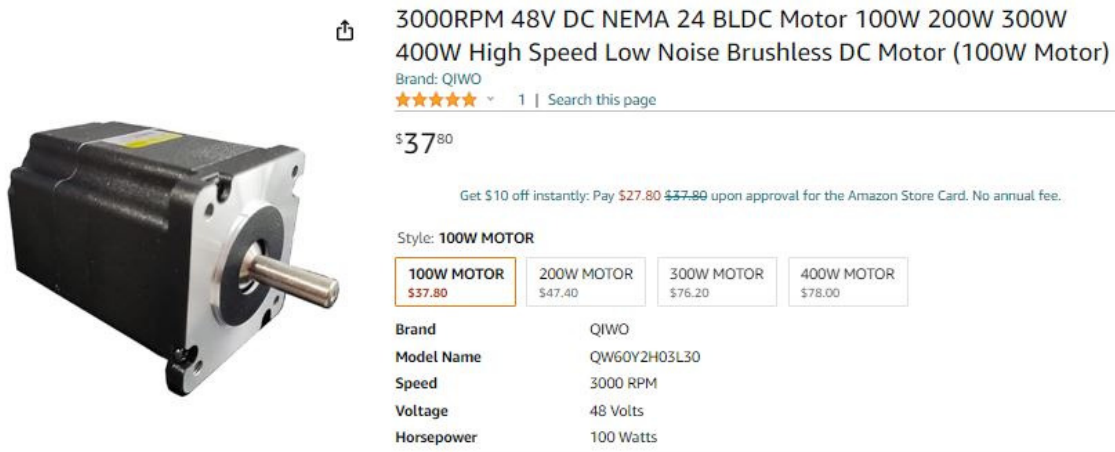 3000RPM 48V DC NEMA 24 BLDC Motor 100W 200W 300W
400W High Speed Low Noise Brushless DC Motor (100W Motor)
Brand: QIWO
1 | Search this page
$37.80
Get $10 off instantly: Pay $27.80 $37.80 upon approval for the Amazon Store Card. No annual fee.
Style: 100W MOTOR
100W MOTOR 200W MOTOR 300W MOTOR 400W MOTOR
$37.80 $47.40 $76.20 $78.00
Brand QIWO
Model Name QW60Y2H03L30
Speed 3000 RPM
Voltage 48 Volts
Horsepower 100 Watts